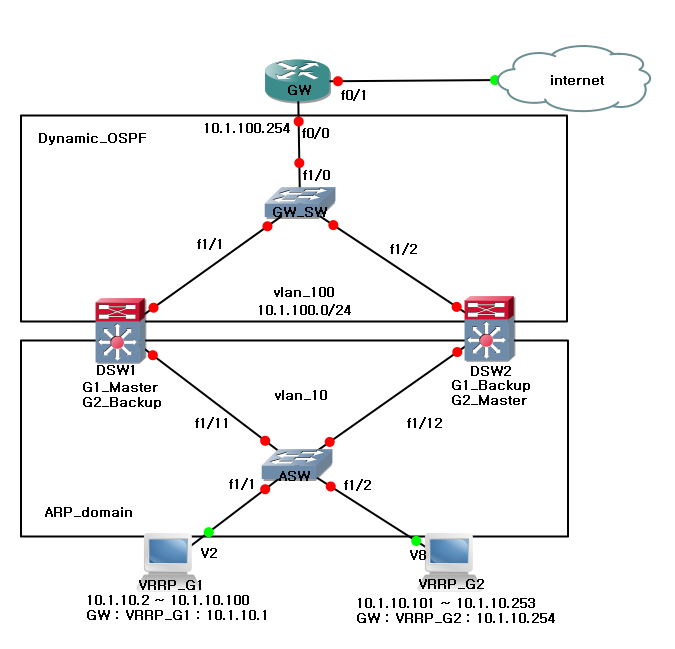 internet
GW
f0/1
10.1.100.254
f0/0
Dynamic_OSPF
f1/0
GW_SW
f1/1
f1/2
vlan_100
10.1.100.0/24
DSW1
G1_Master
G2_Backup
DSW2
G1_Backup
G2_Master
vlan_10
f1/11
f1/12
ASW
f1/1
f1/2
ARP_domain
V2
V8
VRRP_G1
10.1.10.2 ~ 10.1.10.100
GW : VRRP_G1 : 10.1.10.1
VRRP_G2
10.1.10.101 ~ 10.1.10.253
GW : VRRP_G2 : 10.1.10.254